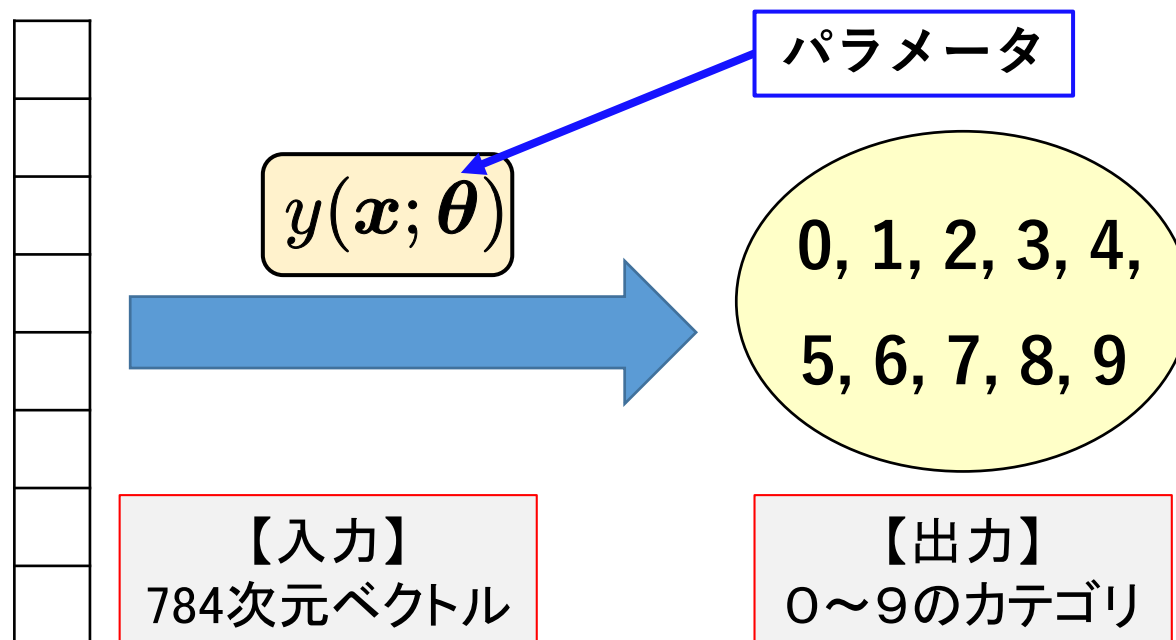 パラメータ
y(x; θ)
0, 1, 2, 3, 4,
5, 6, 7, 8, 9
【入力】
784次元ベクトル
【出力】
０〜９のカテゴリ